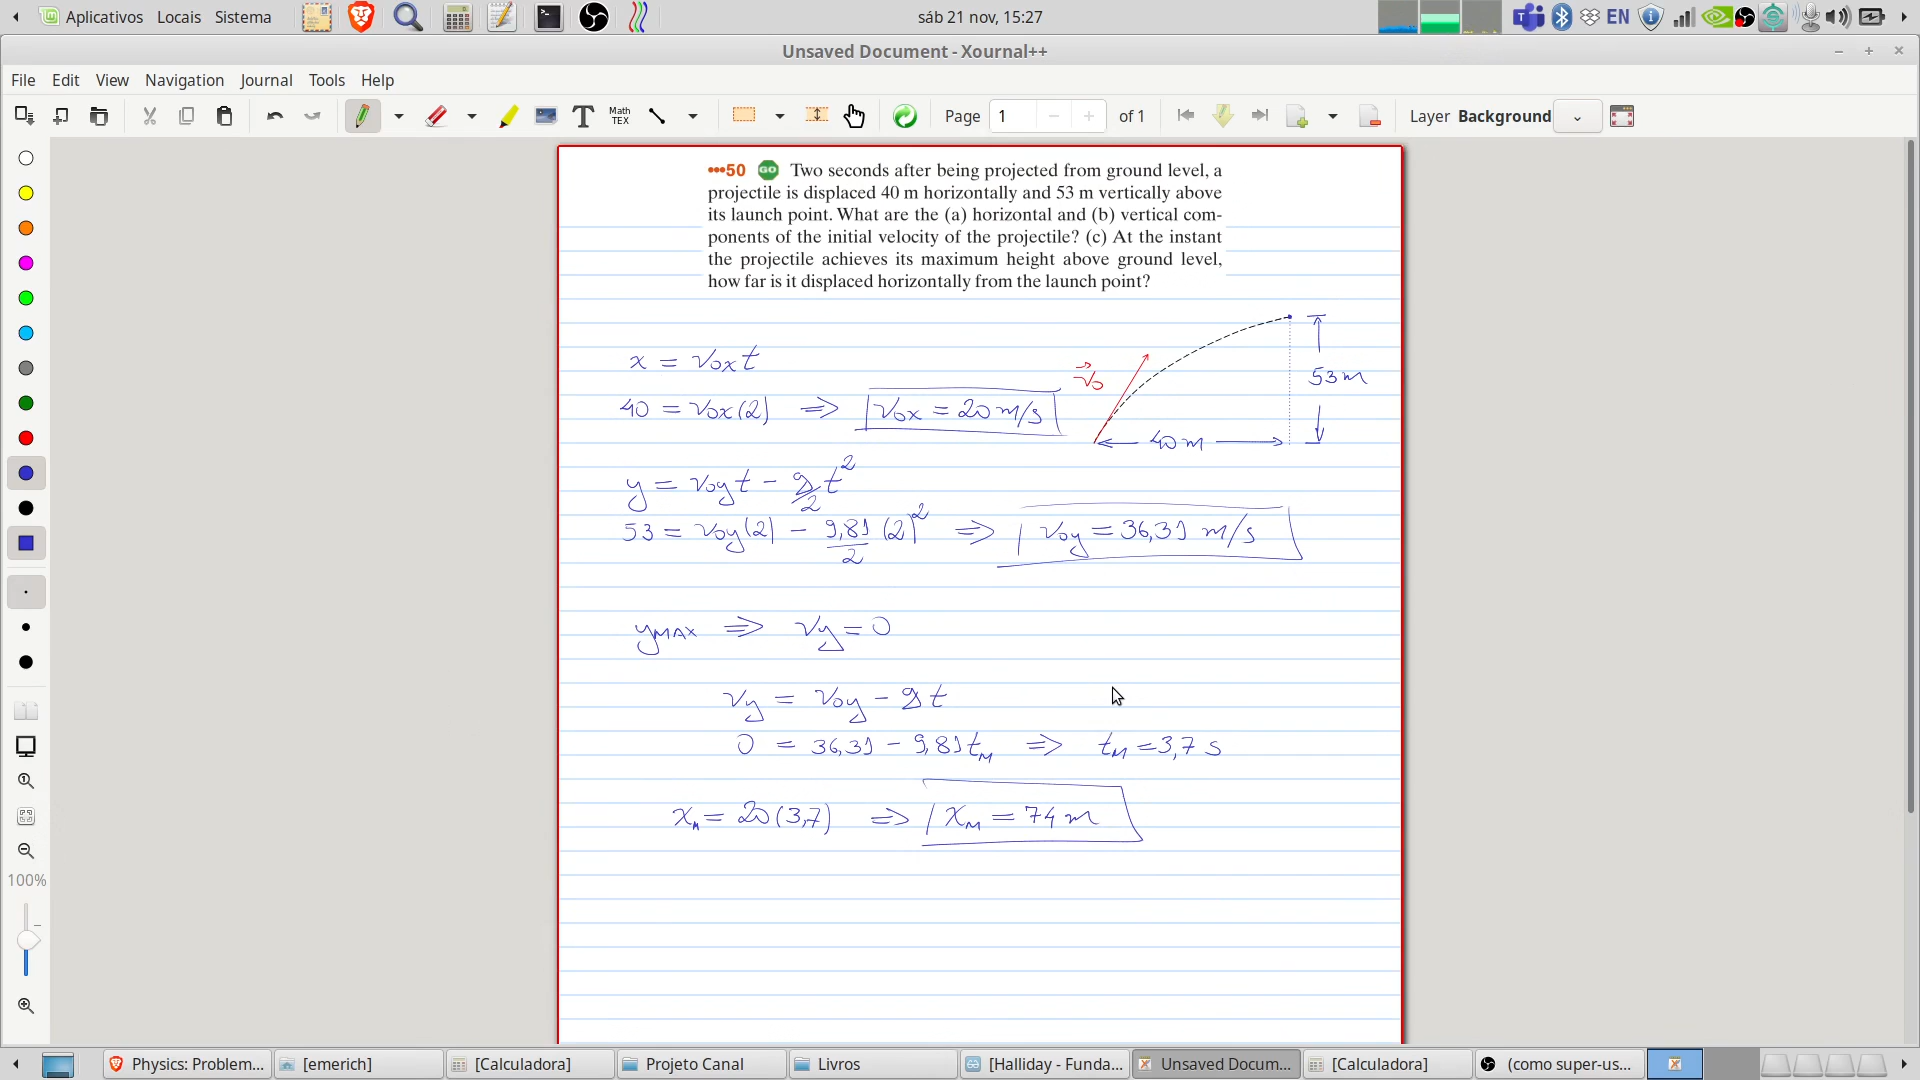 Aplicativos Locais Sistema
sáb 21 nov, 15:27
EN
Unsaved Document - Xournal++
File Edit View Navigation Journal Tools Help
Math TEX
Page 1 of 1
Layer Background
•••50 GO Two seconds after being projected from ground level, a
projectile is displaced 40 m horizontally and 53 m vertically above
its launch point. What are the (a) horizontal and (b) vertical com-
ponents of the initial velocity of the projectile? (c) At the instant
the projectile achieves its maximum height above ground level,
how far is it displaced horizontally from the launch point?
x = v0x t
40 = v0x (2) ⇒ v0x = 20 m/s
v0
53 m
40 m
y = v0y t - g/2 t²
53 = v0y (2) - 9,81/2 (2)² ⇒ v0y = 36,31 m/s
yMAX ⇒ vy = 0
vy = v0y - g t
0 = 36,31 - 9,81 tM ⇒ tM = 3,7 s
xM = 20 (3,7) ⇒ xM = 74 m
100%
Physics: Problem... [emerich] [Calculadora] Projeto Canal Livros [Halliday - Funda... Unsaved Docum... [Calculadora] (como super-us...